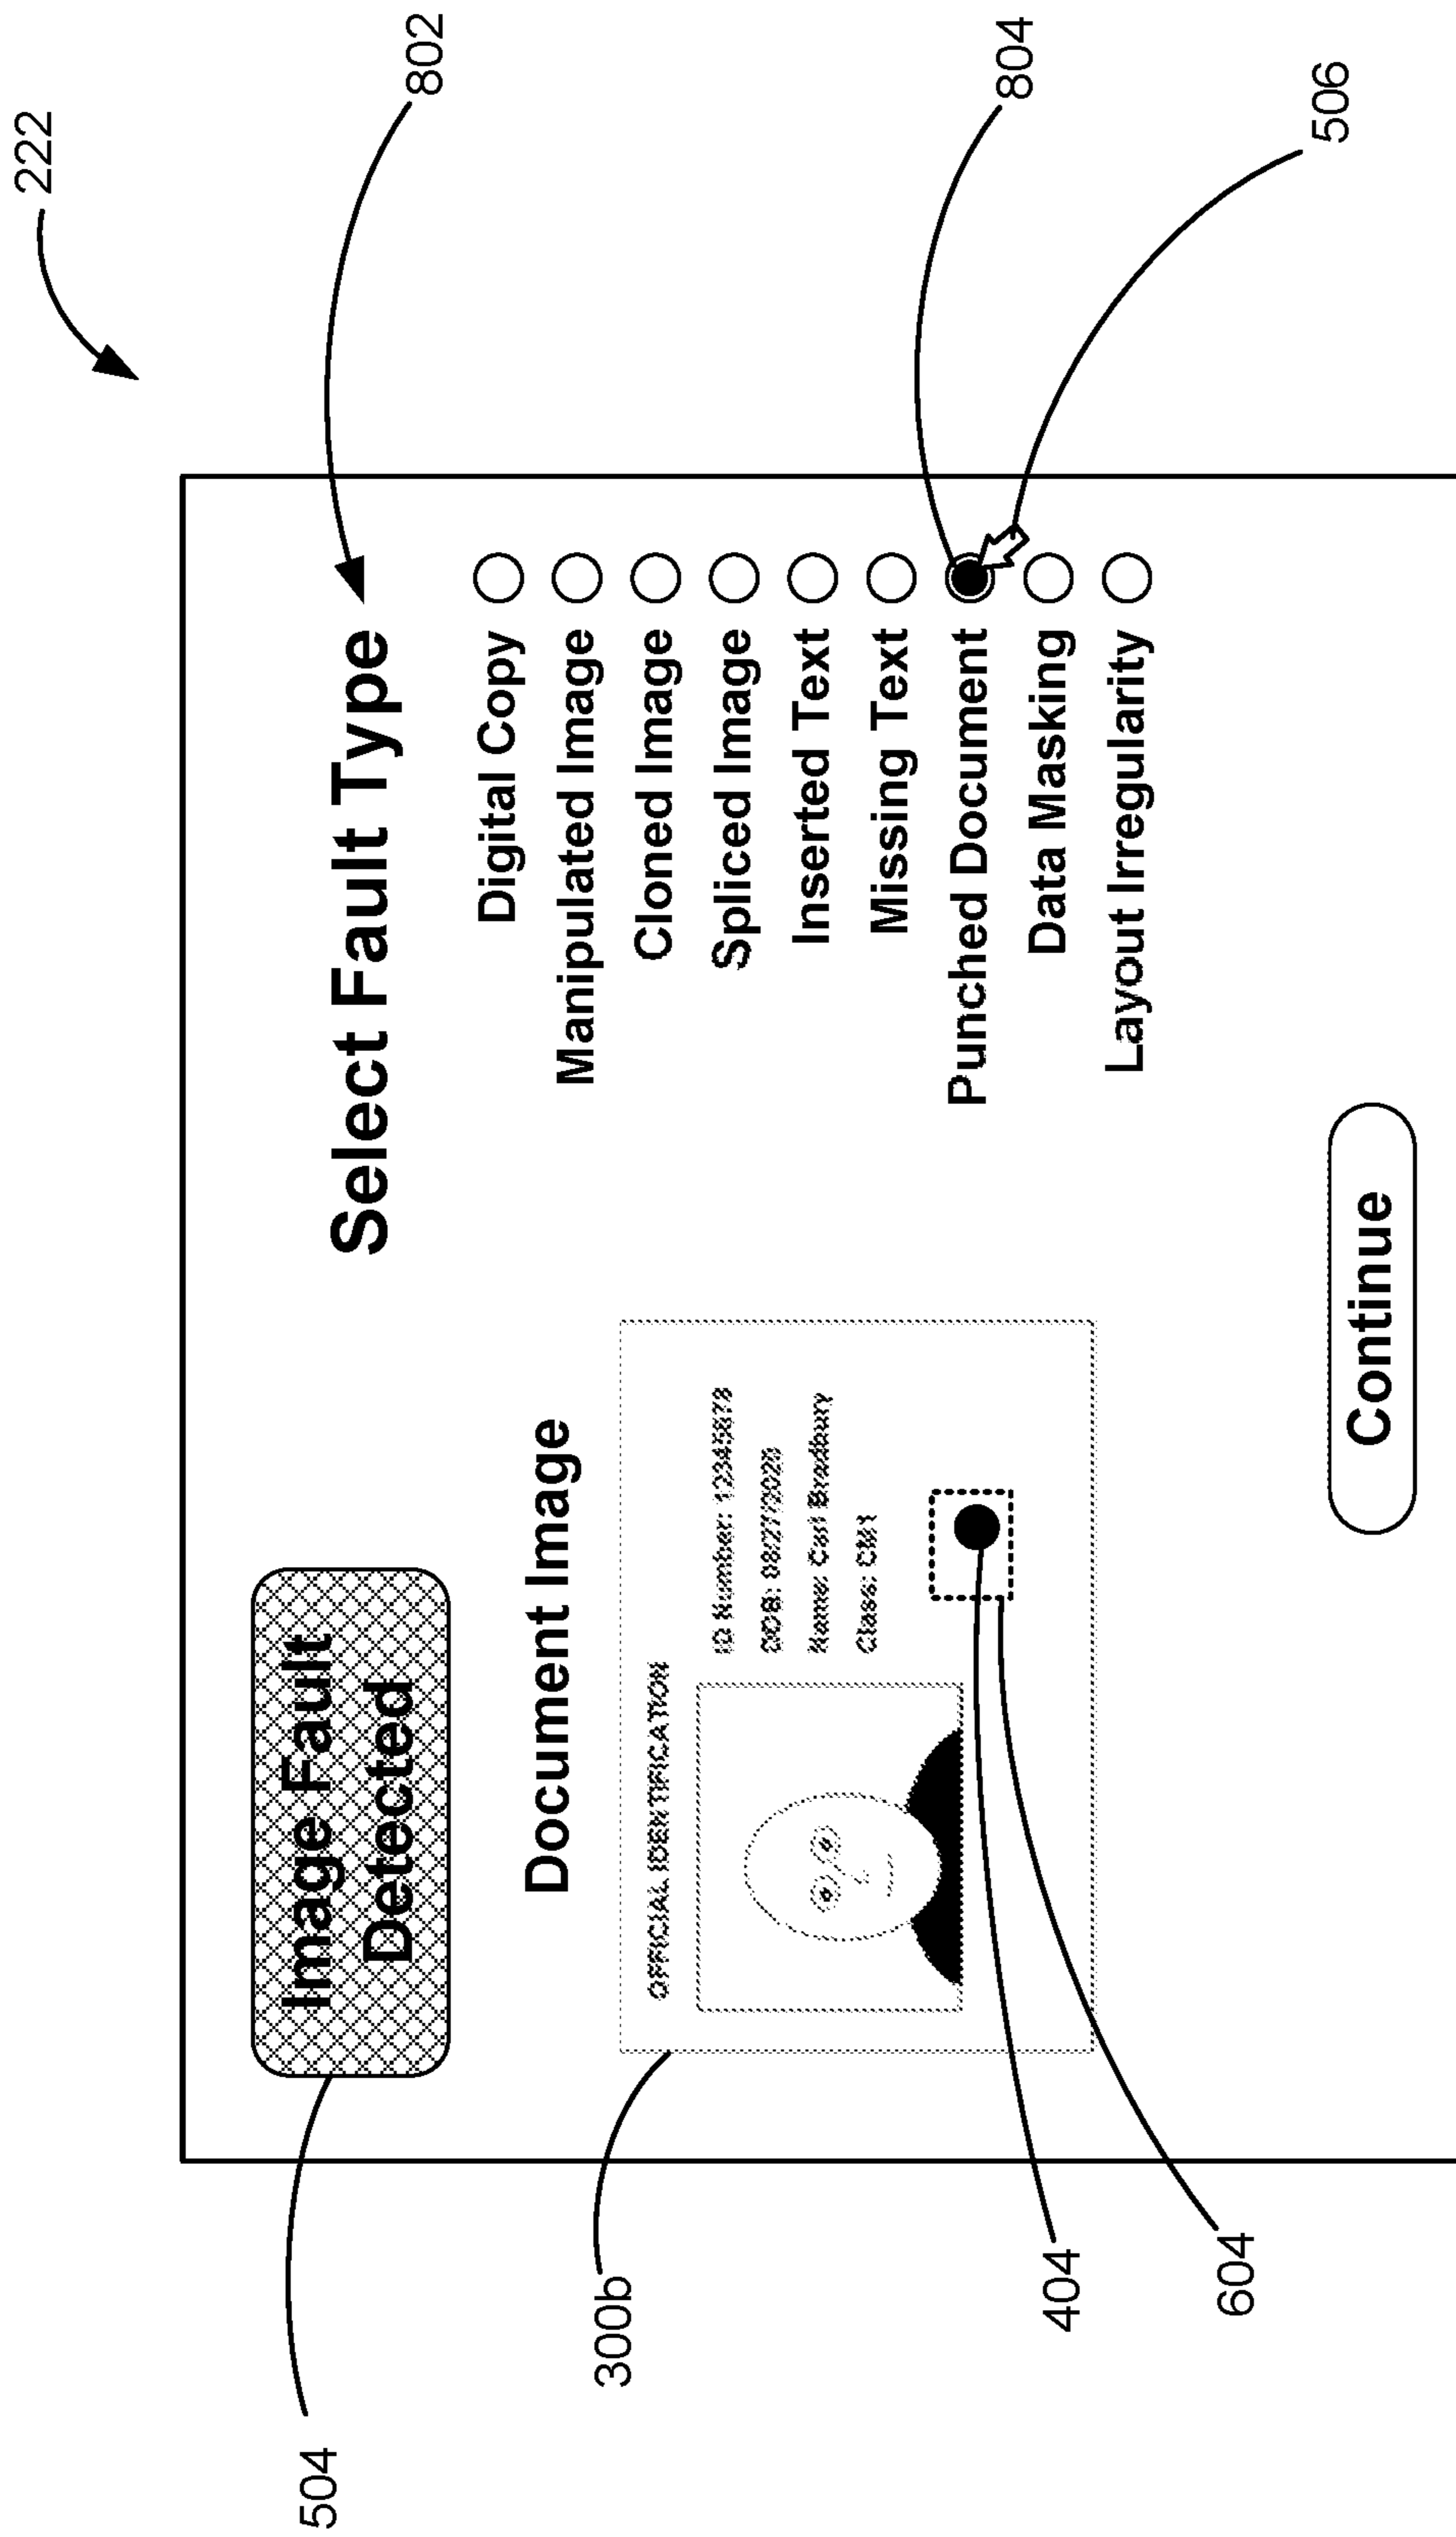 222
802
504
Image Fault
Detected
Select Fault Type
Document Image
Digital Copy
Manipulated Image
Cloned Image
Spliced Image
Inserted Text
Missing Text
Punched Document
Data Masking
Layout Irregularity
804
506
300b
OFFICIAL IDENTIFICATION
ID Number: 12345678
DOB: 08/27/2025
Name: Carl Bradbury
Class: CM1
404
604
Continue